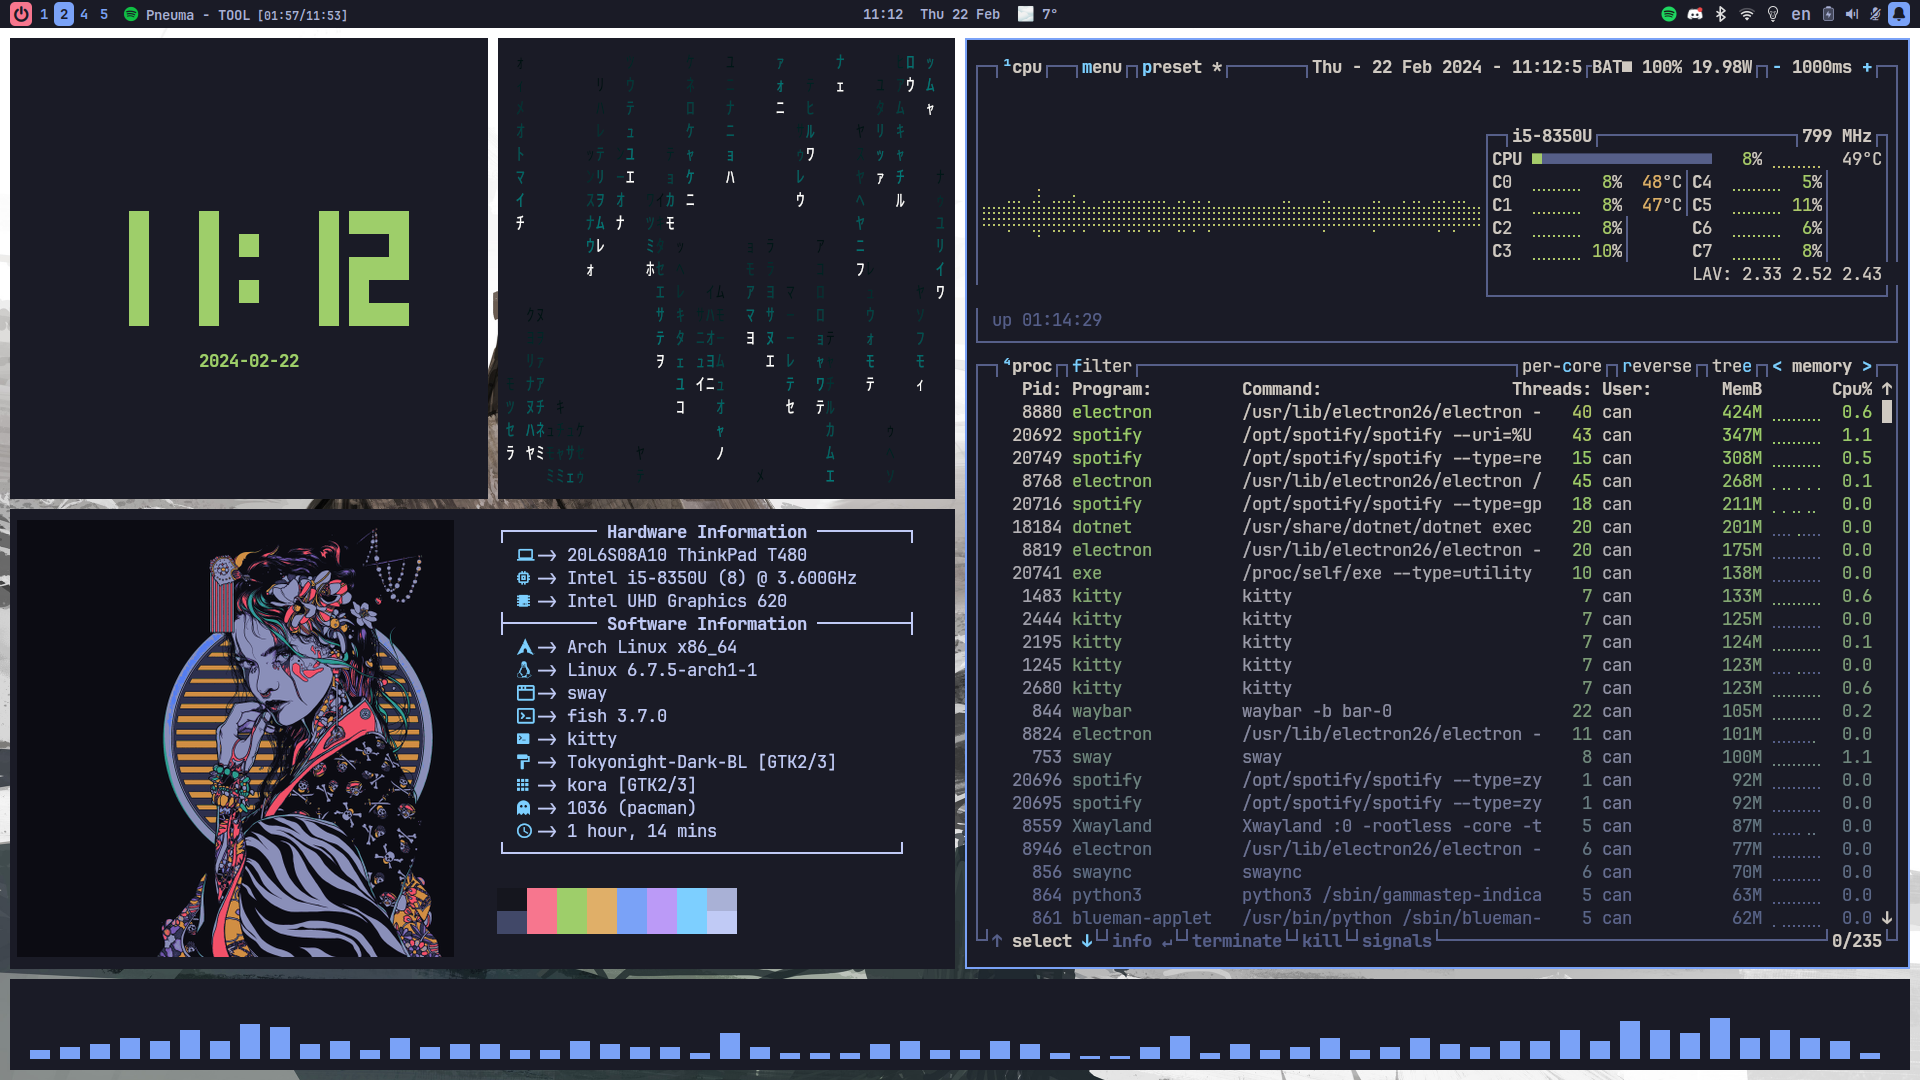 1 2 4 5 Pneuma - TOOL [01:57/11:53]
11:12 Thu 22 Feb 7°
en
11:12
2024-02-22
Hardware Information
20L6S08A10 ThinkPad T480
Intel i5-8350U (8) @ 3.600GHz
Intel UHD Graphics 620
Software Information
Arch Linux x86_64
Linux 6.7.5-arch1-1
sway
fish 3.7.0
kitty
Tokyonight-Dark-BL [GTK2/3]
kora [GTK2/3]
1036 (pacman)
1 hour, 14 mins
¹cpu menu preset * Thu - 22 Feb 2024 - 11:12:5 BAT■ 100% 19.98W - 1000ms +
i5-8350U 799 MHz
CPU 8% 49°C
C0 8% 48°C C4 5%
C1 8% 47°C C5 11%
C2 8% C6 6%
C3 10% C7 8%
LAV: 2.33 2.52 2.43
up 01:14:29
⁴proc filter per-core reverse tree < memory >
Pid: Program: Command: Threads: User: MemB Cpu% ↑
8880 electron /usr/lib/electron26/electron - 40 can 424M 0.6
20692 spotify /opt/spotify/spotify --uri=%U 43 can 347M 1.1
20749 spotify /opt/spotify/spotify --type=re 15 can 308M 0.5
8768 electron /usr/lib/electron26/electron / 45 can 268M 0.1
20716 spotify /opt/spotify/spotify --type=gp 18 can 211M 0.0
18184 dotnet /usr/share/dotnet/dotnet exec 20 can 201M 0.0
8819 electron /usr/lib/electron26/electron - 20 can 175M 0.0
20741 exe /proc/self/exe --type=utility 10 can 138M 0.0
1483 kitty kitty 7 can 133M 0.6
2444 kitty kitty 7 can 125M 0.0
2195 kitty kitty 7 can 124M 0.1
1245 kitty kitty 7 can 123M 0.0
2680 kitty kitty 7 can 123M 0.6
844 waybar waybar -b bar-0 22 can 105M 0.2
8824 electron /usr/lib/electron26/electron - 11 can 101M 0.0
753 sway sway 8 can 100M 1.1
20696 spotify /opt/spotify/spotify --type=zy 1 can 92M 0.0
20695 spotify /opt/spotify/spotify --type=zy 1 can 92M 0.0
8559 Xwayland Xwayland :0 -rootless -core -t 5 can 87M 0.0
8946 electron /usr/lib/electron26/electron - 6 can 77M 0.0
856 swaync swaync 6 can 70M 0.0
864 python3 python3 /sbin/gammastep-indica 5 can 63M 0.0
861 blueman-applet /usr/bin/python /sbin/blueman- 5 can 62M 0.0 ↓
↑ select ↓ info ↵ terminate kill signals 0/235